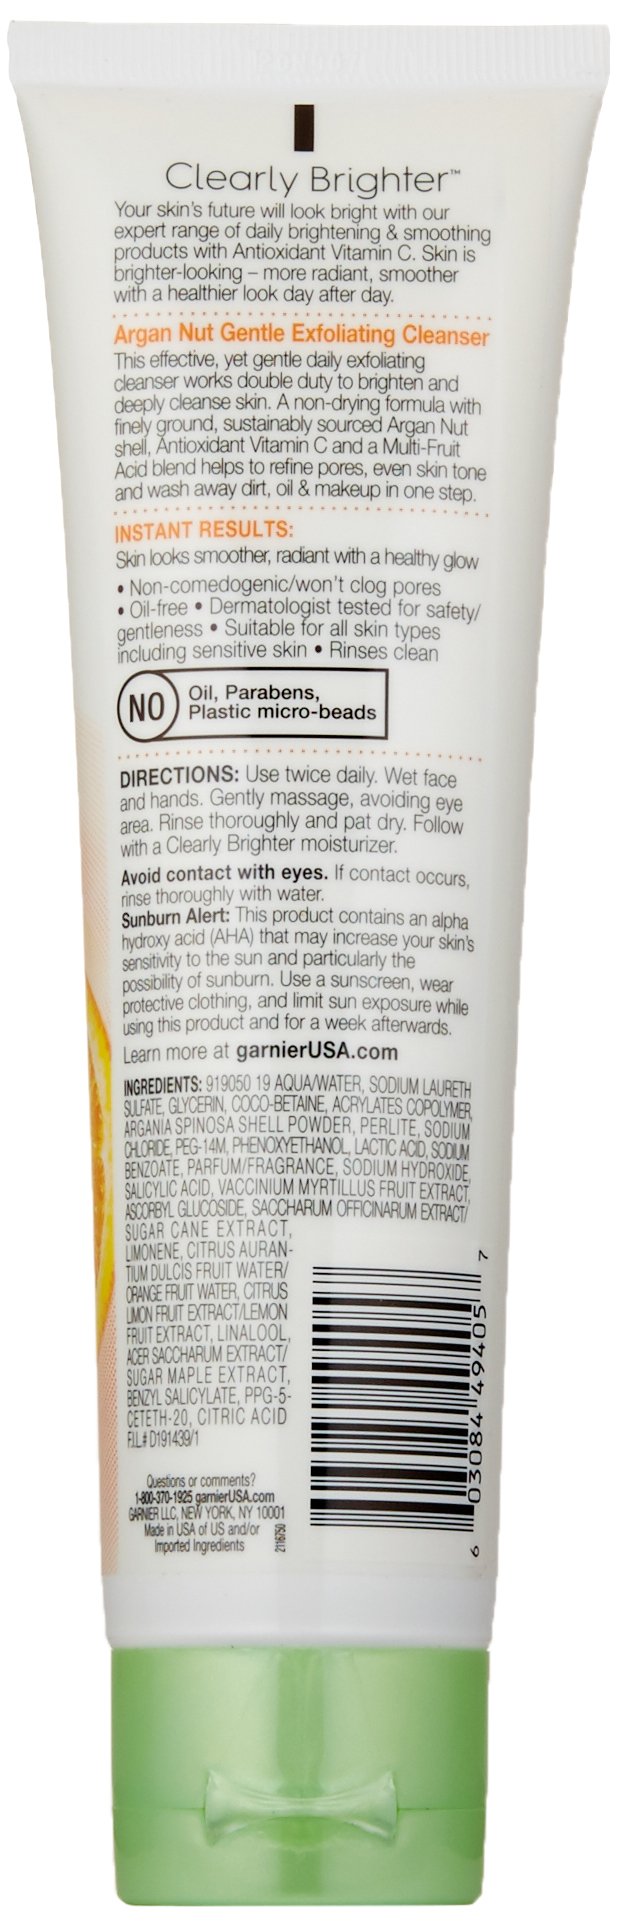 Clearly Brighter™
Your skin's future will look bright with our
expert range of daily brightening & smoothing
products with Antioxidant Vitamin C. Skin is
brighter-looking – more radiant, smoother
with a healthier look day after day.
Argan Nut Gentle Exfoliating Cleanser
This effective, yet gentle daily exfoliating
cleanser works double duty to brighten and
deeply cleanse skin. A non-drying formula with
finely ground, sustainably sourced Argan Nut
shell, Antioxidant Vitamin C and a Multi-Fruit
Acid blend helps to refine pores, even skin tone
and wash away dirt, oil & makeup in one step.
INSTANT RESULTS:
Skin looks smoother, radiant with a healthy glow
• Non-comedogenic/won't clog pores
• Oil-free • Dermatologist tested for safety/
gentleness • Suitable for all skin types
including sensitive skin • Rinses clean
NO
Oil, Parabens,
Plastic micro-beads
DIRECTIONS: Use twice daily. Wet face
and hands. Gently massage, avoiding eye
area. Rinse thoroughly and pat dry. Follow
with a Clearly Brighter moisturizer.
Avoid contact with eyes. If contact occurs,
rinse thoroughly with water.
Sunburn Alert: This product contains an alpha
hydroxy acid (AHA) that may increase your skin's
sensitivity to the sun and particularly the
possibility of sunburn. Use a sunscreen, wear
protective clothing, and limit sun exposure while
using this product and for a week afterwards.
Learn more at garnierUSA.com
INGREDIENTS: 919050 19 AQUA/WATER, SODIUM LAURETH
SULFATE, GLYCERIN, COCO-BETAINE, ACRYLATES COPOLYMER,
ARGANIA SPINOSA SHELL POWDER, PERLITE, SODIUM
CHLORIDE, PEG-14M, PHENOXYETHANOL, LACTIC ACID, SODIUM
BENZOATE, PARFUM/FRAGRANCE, SODIUM HYDROXIDE,
SALICYLIC ACID, VACCINIUM MYRTILLUS FRUIT EXTRACT,
ASCORBYL GLUCOSIDE, SACCHARUM OFFICINARUM EXTRACT/
SUGAR CANE EXTRACT,
LIMONENE, CITRUS AURAN-
TIUM DULCIS FRUIT WATER/
ORANGE FRUIT WATER, CITRUS
LIMON FRUIT EXTRACT/LEMON
FRUIT EXTRACT, LINALOOL,
ACER SACCHARUM EXTRACT/
SUGAR MAPLE EXTRACT,
BENZYL SALICYLATE, PPG-5-
CETETH-20, CITRIC ACID
F.I.L.# D191439/1
Questions or comments?
1-800-370-1925 garnierUSA.com
GARNIER LLC, NEW YORK, NY 10001
Made in USA of US and/or
Imported Ingredients
2116750
6 03084 49405 7